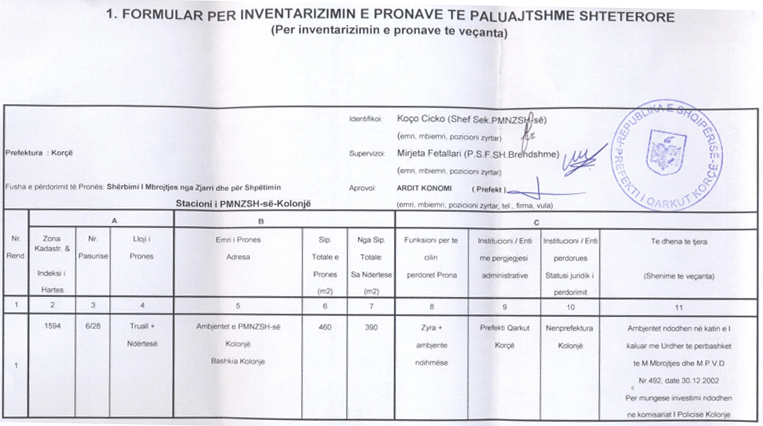 1. FORMULAR PER INVENTARIZIMIN E PRONAVE TE PALUAJTSHME SHTETERORE
(Per inventarizimin e pronave te veçanta)
Identifikoi: Koço Cicko (Shef Sek.PMNZSH-së)
(emri, mbiemri, pozicioni zyrtar)
Prefektura : Korçë
Supervizoi: Mirjeta Fetallari (P.S.F.SH.Brendshme)
(emri, mbiemri, pozicioni zyrtar)
Fusha e përdorimit të Pronës: Shërbimi I Mbrojtjes nga Zjarri dhe për Shpëtimin
Aprovoi: ARDIT KONOMI ( Prefekt )
Stacioni i PMNZSH-së-Kolonjë
(emri, mbiemri, pozicioni zyrtar, tel., firma, vula)
REPUBLIKA E SHQIPËRISË
PREFEKTI I QARKUT KORÇË
A B C
Nr. Rend
Zona Kadastr. & Indeksi i Hartes
Nr. Pasurise
Lloji i Prones
Emri i Prones Adresa
Sip. Totale e Prones (m2)
Nga Sip. Totale: Sa Ndertese (m2)
Funksioni per te cilin perdoret Prona
Institucioni / Enti me pergjegjesi administrative
Institucioni / Enti perdorues Statusi juridik i perdorimit
Te dhena te tjera (Shenime te veçanta)
1 2 3 4 5 6 7 8 9 10 11
1
1594
6/28
Truall + Ndërtesë
Ambjentet e PMNZSH-së
Kolonjë
Bashkia Kolonje
460
390
Zyra + ambjente ndihmëse
Prefekti Qarkut Korçë
Nenprefektura Kolonjë
Ambjentet ndodhen në katin e I
kaluar me Urdher te perbashket
te M Mbrojtjes dhe M P V D
Nr.492, date 30.12.2002
Per mungese investimi ndodhen
ne komisariat I Policise Kolonje